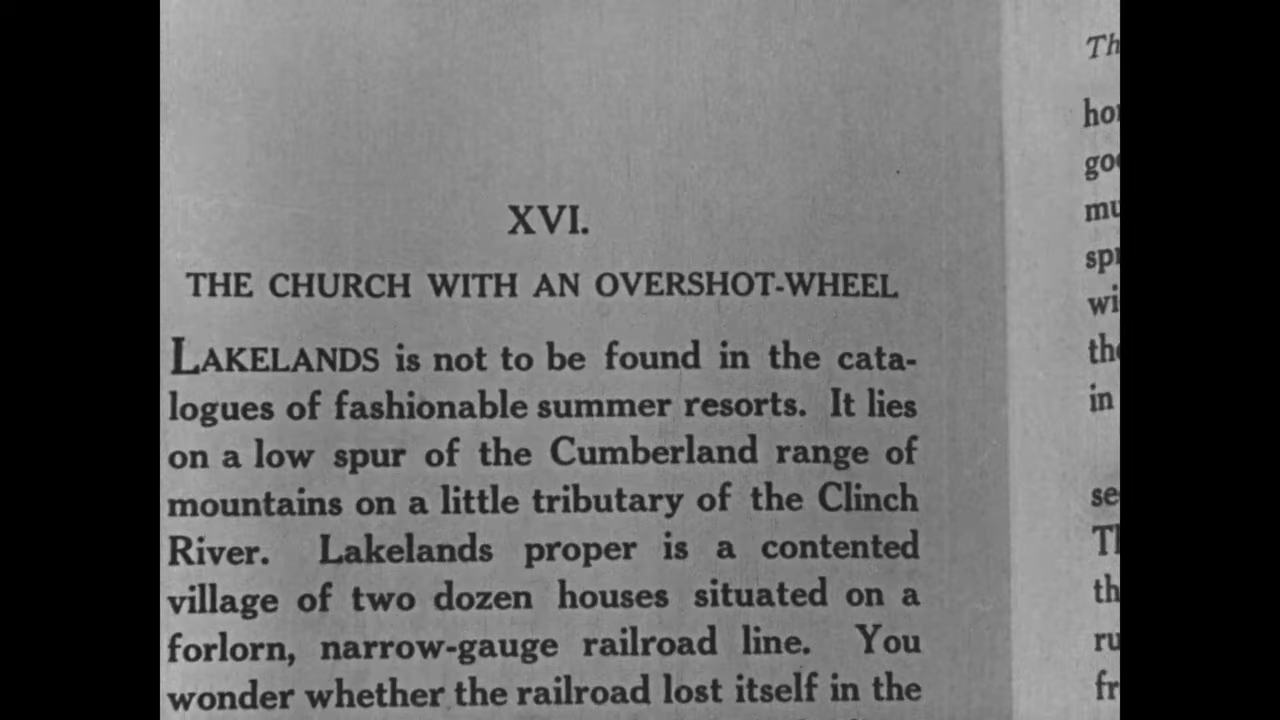 XVI.
THE CHURCH WITH AN OVERSHOT-WHEEL
LAKELANDS is not to be found in the cata-
logues of fashionable summer resorts. It lies
on a low spur of the Cumberland range of
mountains on a little tributary of the Clinch
River. Lakelands proper is a contented
village of two dozen houses situated on a
forlorn, narrow-gauge railroad line. You
wonder whether the railroad lost itself in the
in